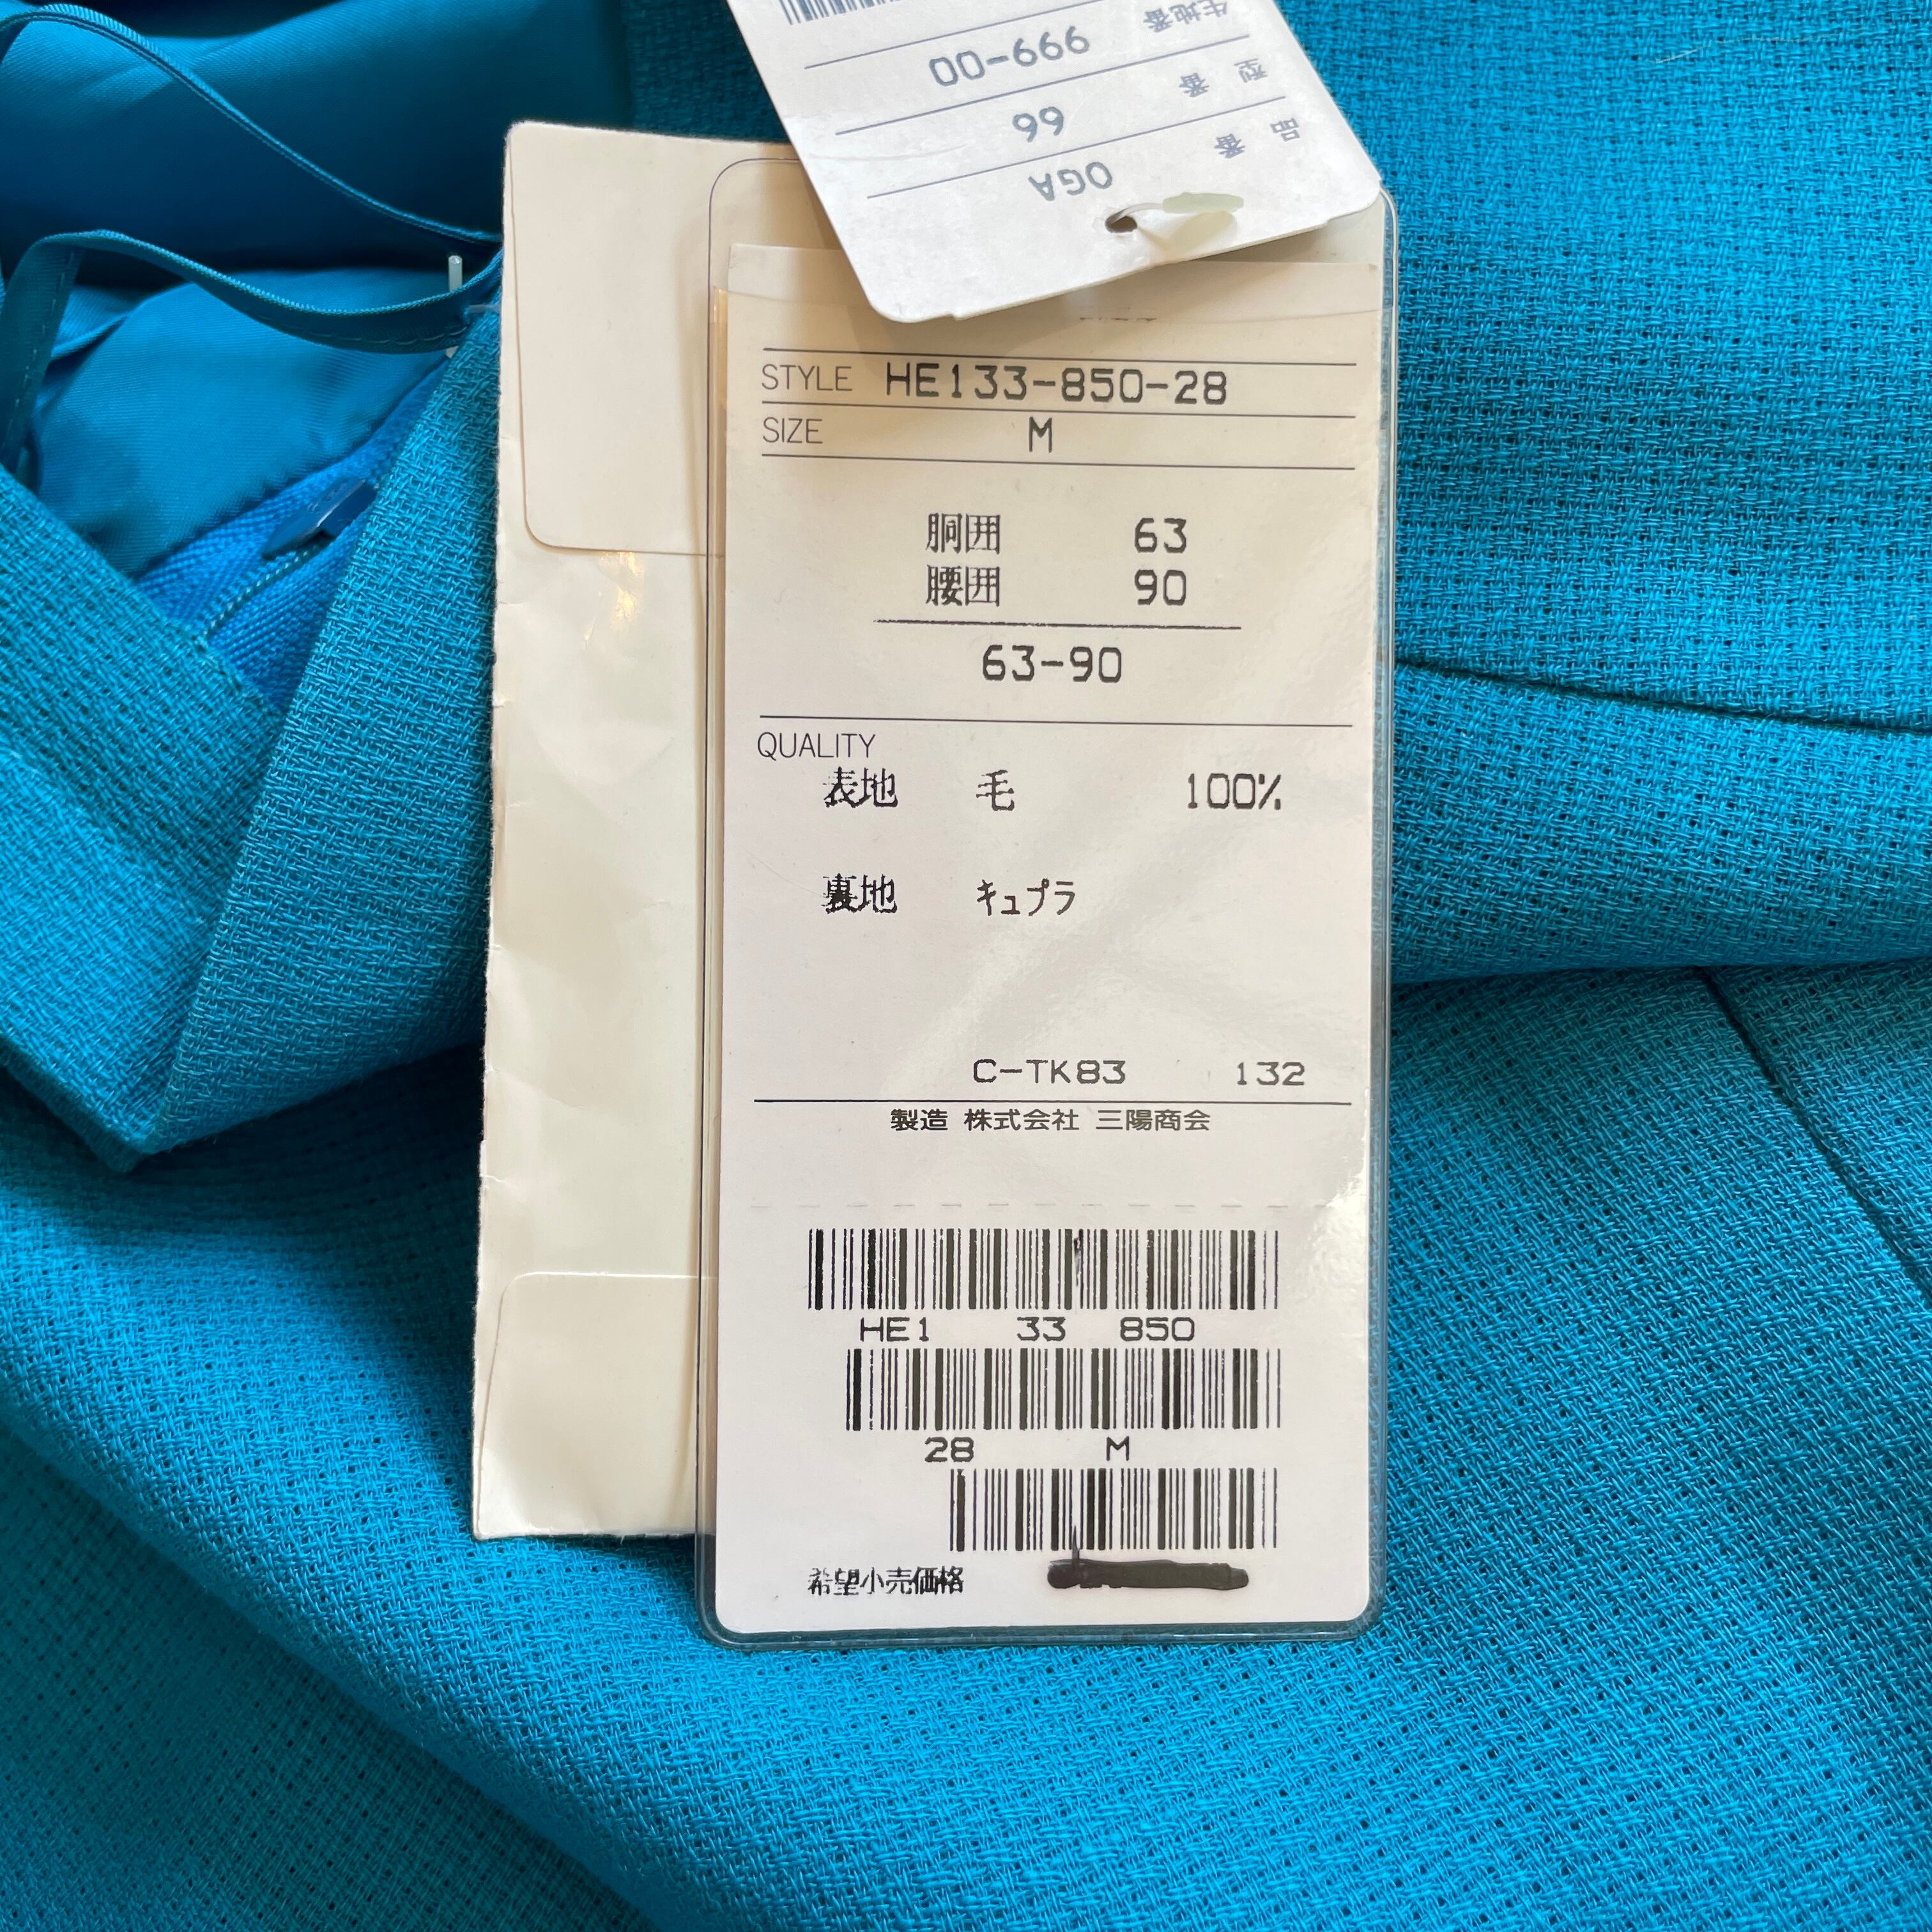 生地番
00-666
型番 66
品番 OGA
STYLE HE133-850-28
SIZE M
胴囲 63
腰囲 90
63-90
QUALITY
表地 毛 100%
裏地 キュプラ
C-TK83 132
製造 株式会社 三陽商会
HE1 33 850
28 M
希望小売価格